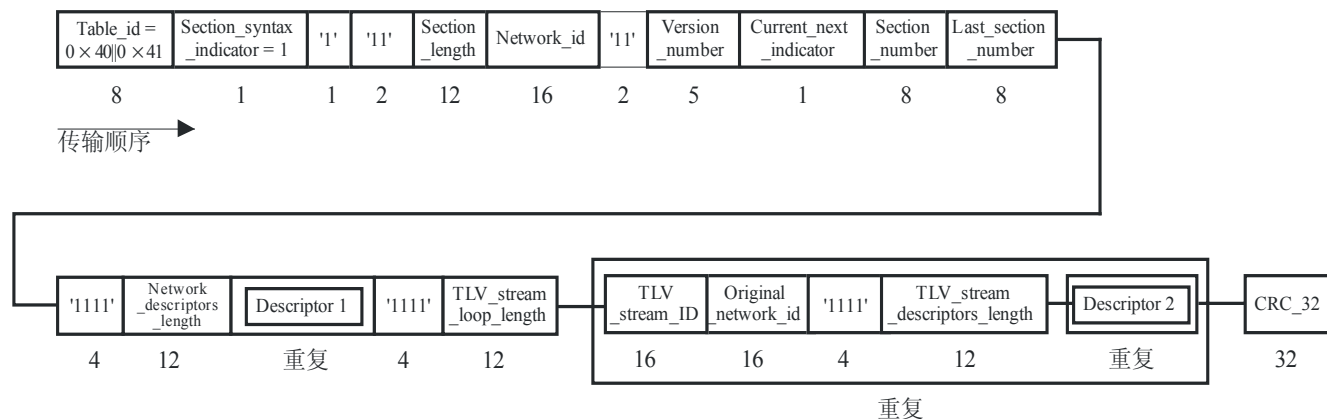 Table_id =
0 × 40||0 × 41
Section_syntax
_indicator = 1
'1'
'11'
Section
_length
Network_id
'11'
Version
_number
Current_next
_indicator
Section
_number
Last_section
_number
8
1
1
2
12
16
2
5
1
8
8
传输顺序
'1111'
Network
_descriptors
_length
Descriptor 1
'1111'
TLV_stream
_loop_length
TLV
_stream_ID
Original
_network_id
'1111'
TLV_stream
_descriptors_length
Descriptor 2
CRC_32
4
12
重复
4
12
16
16
4
12
重复
32
重复